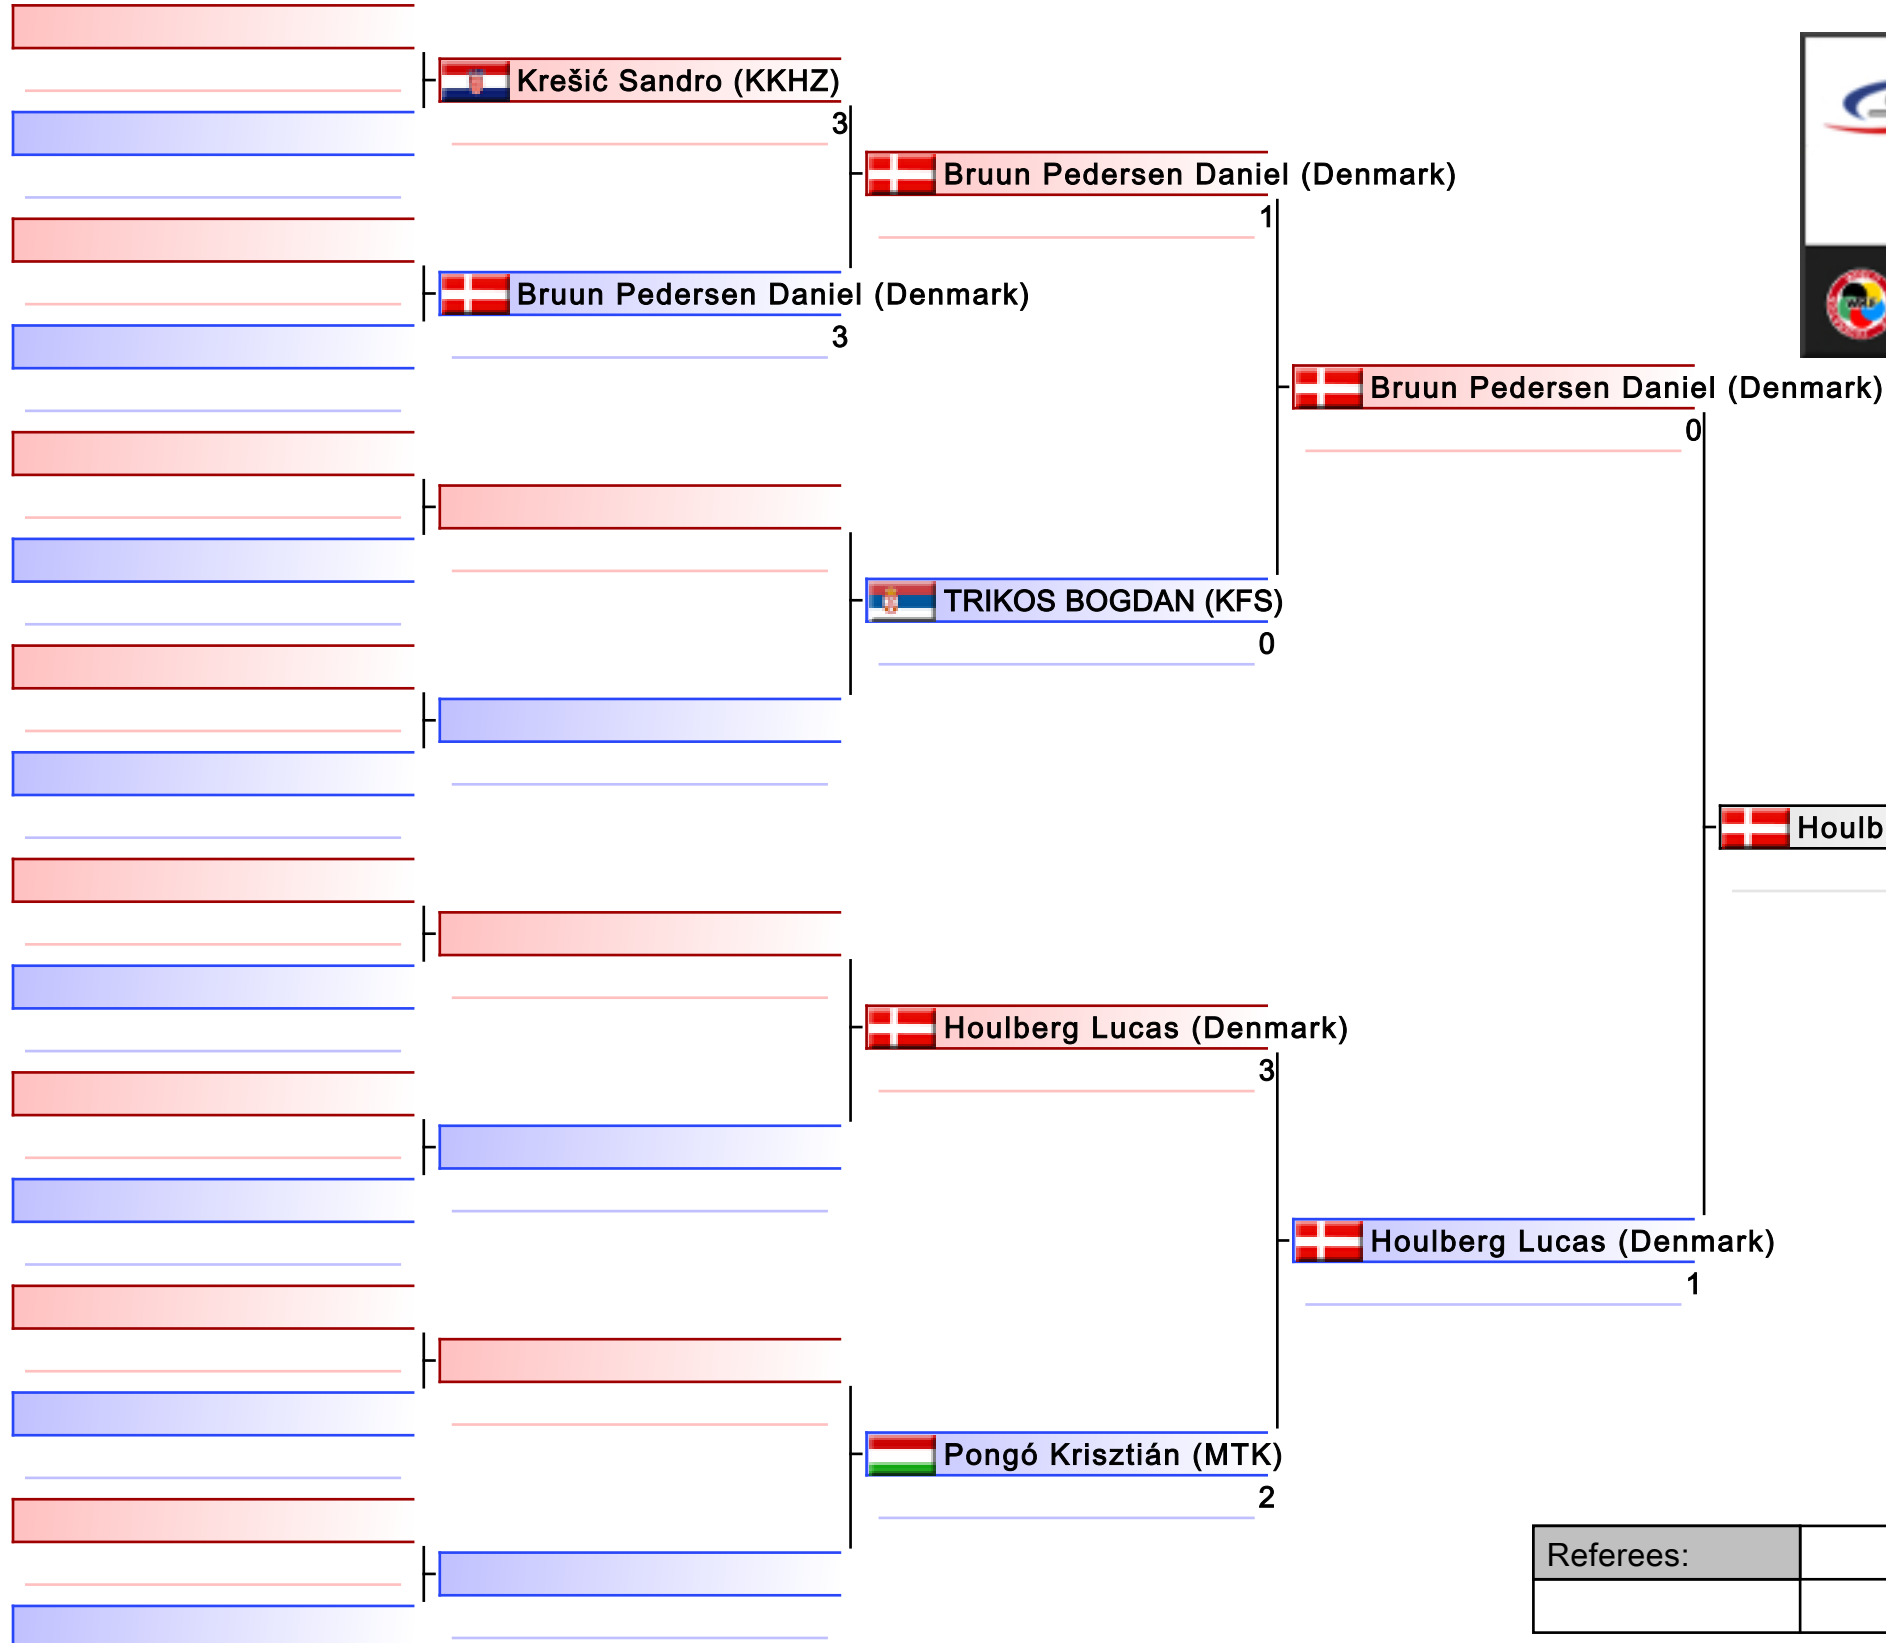 Krešić Sandro (KKHZ)
3
Bruun Pedersen Daniel (Denmark)
1
Bruun Pedersen Daniel (Denmark)
3
Bruun Pedersen Daniel (Denmark)
0
TRIKOS BOGDAN (KFS)
0
Houlb
Houlberg Lucas (Denmark)
3
Houlberg Lucas (Denmark)
1
Pongó Krisztián (MTK)
2
Referees: